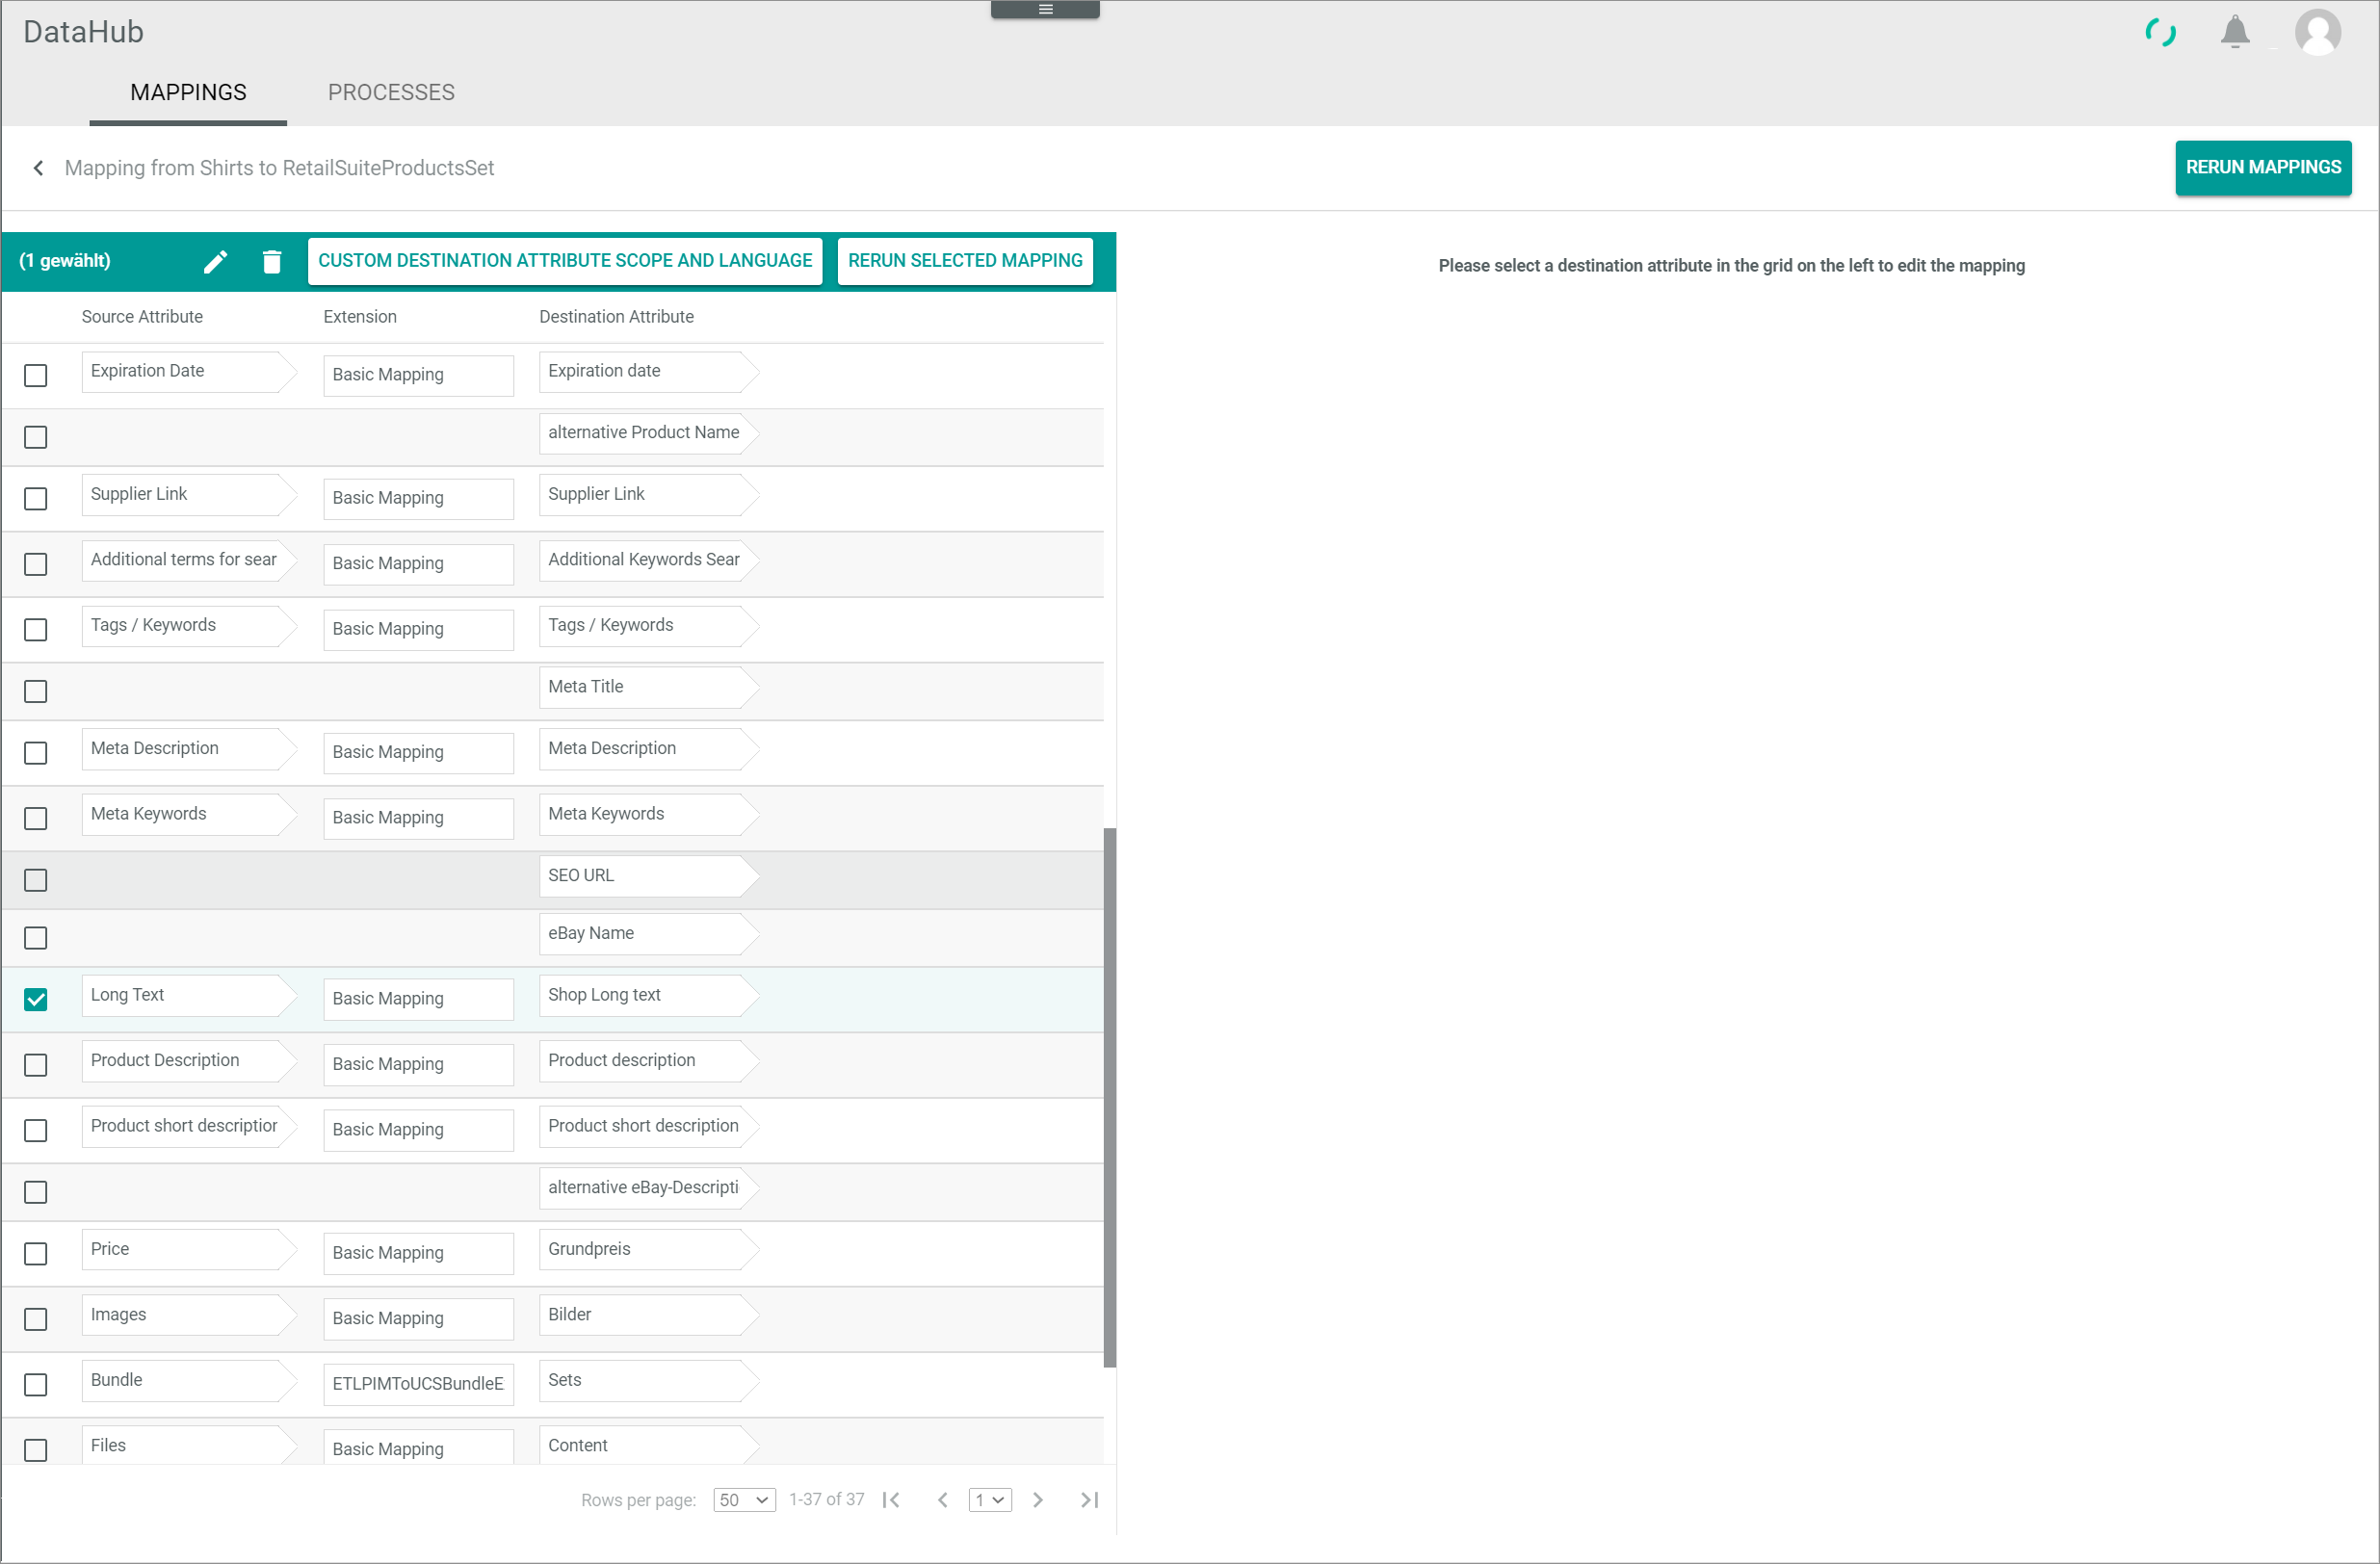 DataHub
MAPPINGS PROCESSES
Mapping from Shirts to RetailSuiteProductsSet RERUN MAPPINGS
(1 gewählt) CUSTOM DESTINATION ATTRIBUTE SCOPE AND LANGUAGE RERUN SELECTED MAPPING
Please select a destination attribute in the grid on the left to edit the mapping
Source Attribute Extension Destination Attribute
Expiration Date Basic Mapping Expiration date
alternative Product Name
Supplier Link Basic Mapping Supplier Link
Additional terms for sear Basic Mapping Additional Keywords Sear
Tags / Keywords Basic Mapping Tags / Keywords
Meta Title
Meta Description Basic Mapping Meta Description
Meta Keywords Basic Mapping Meta Keywords
SEO URL
eBay Name
Long Text Basic Mapping Shop Long text
Product Description Basic Mapping Product description
Product short description Basic Mapping Product short description
alternative eBay-Descripti
Price Basic Mapping Grundpreis
Images Basic Mapping Bilder
Bundle ETLPIMToUCSBundleE Sets
Files Basic Mapping Content
Rows per page: 50 1-37 of 37 1